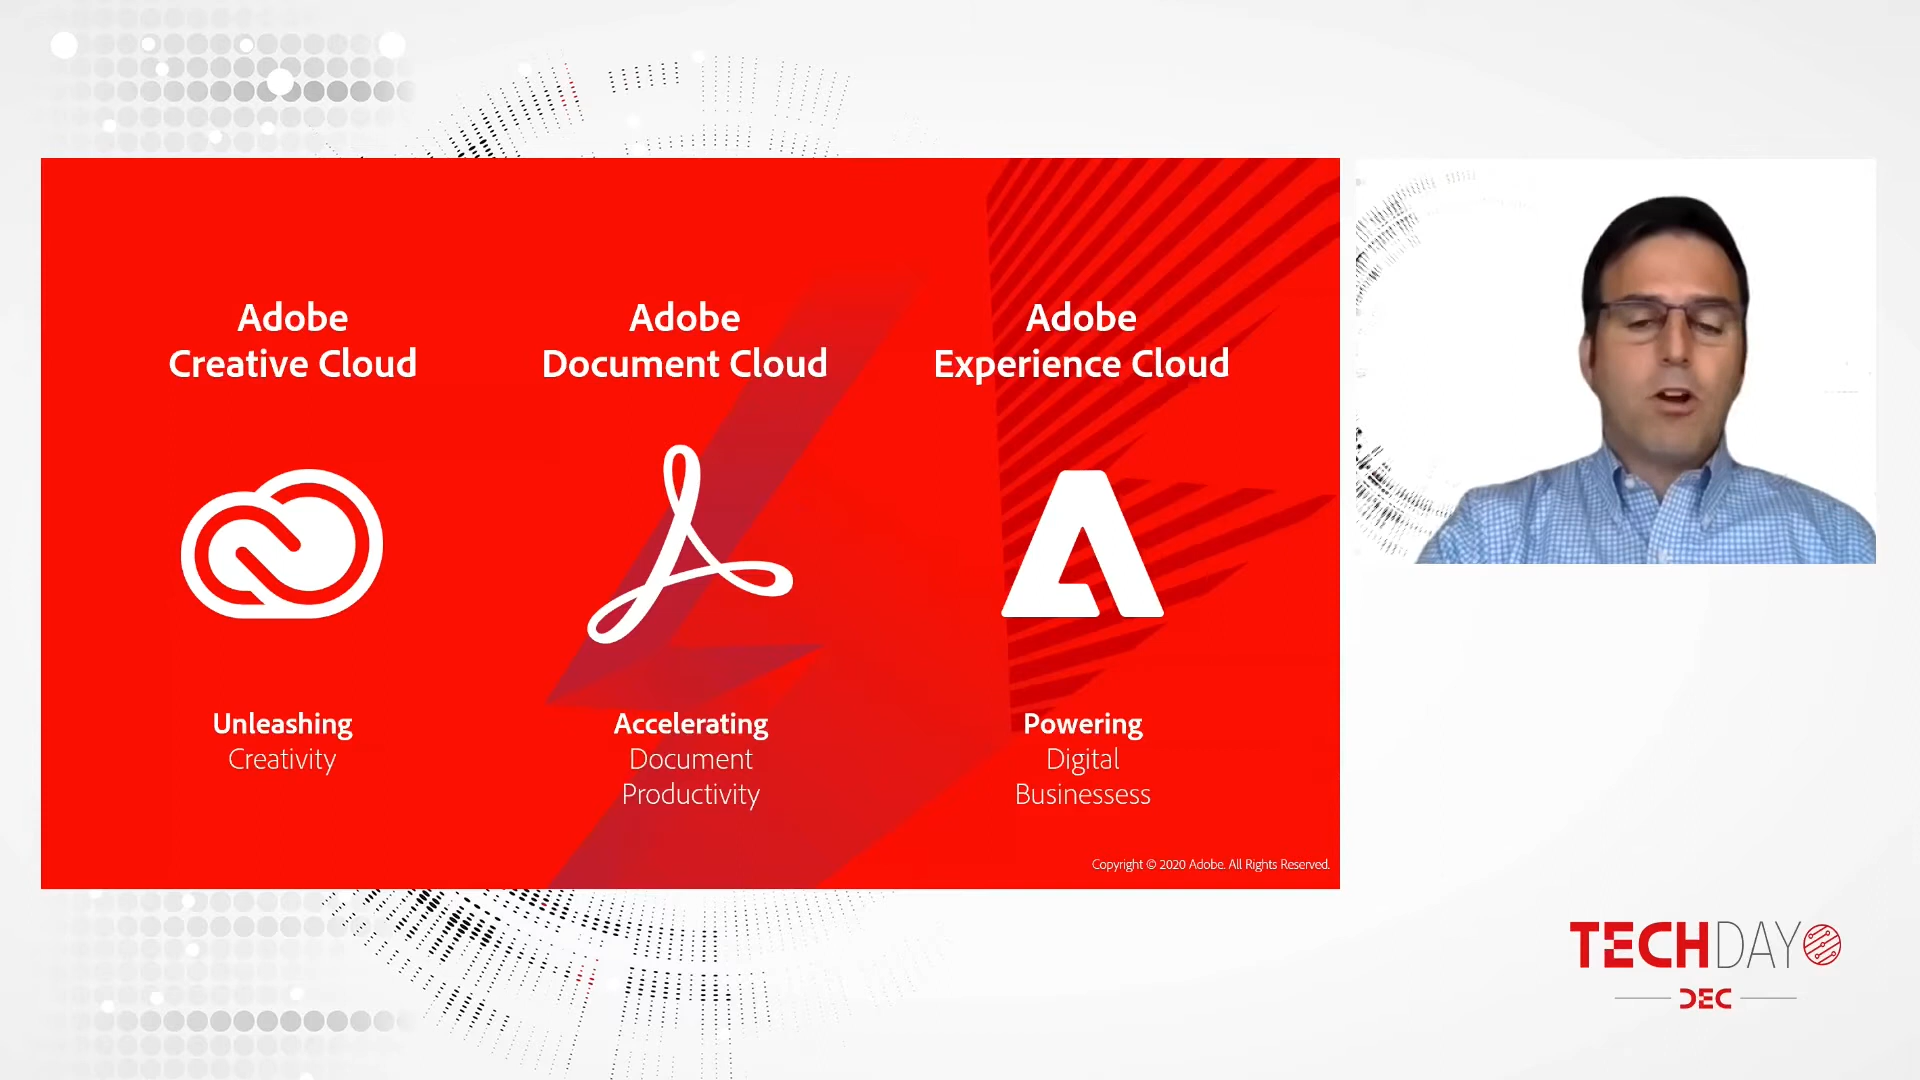 Adobe
Creative Cloud
Adobe
Document Cloud
Adobe
Experience Cloud
Unleashing
Creativity
Accelerating
Document
Productivity
Powering
Digital
Businessess
Copyright © 2020 Adobe. All Rights Reserved.
TECHDAY
DEC